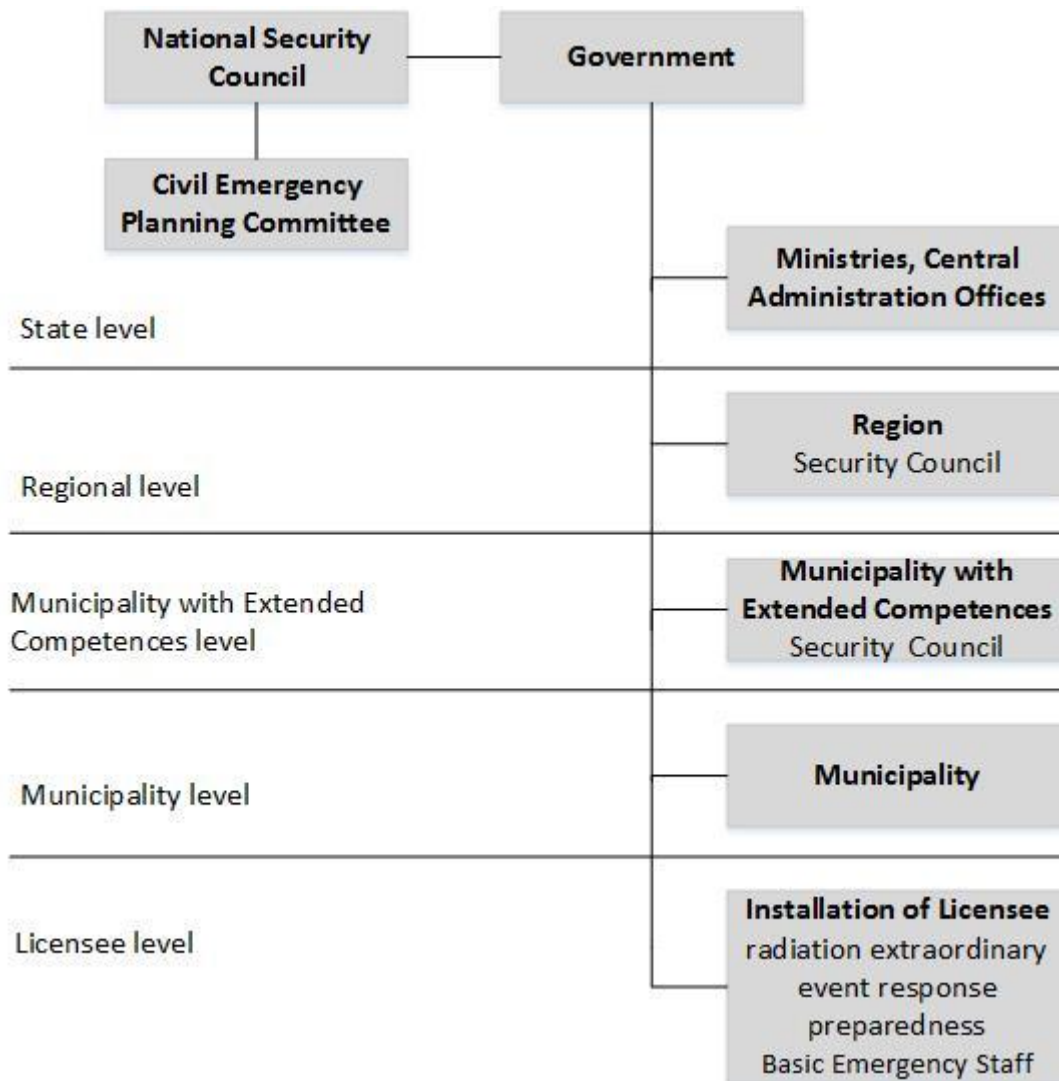 National Security
Council
Government
Civil Emergency
Planning Committee
Ministries, Central
Administration Offices
State level
Region
Security Council
Regional level
Municipality with
Extended Competences
Security Council
Municipality with Extended
Competences level
Municipality
Municipality level
Installation of Licensee
radiation extraordinary
event response
preparedness
Basic Emergency Staff
Licensee level